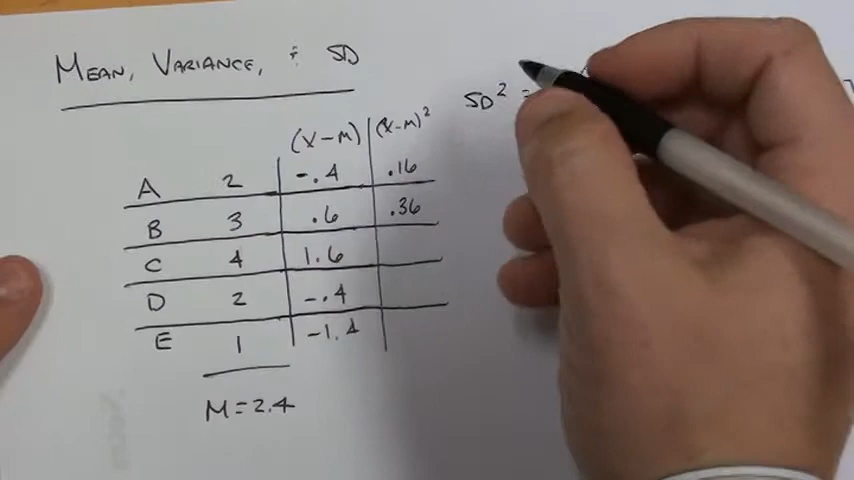 MEAN, VARIANCE, + SD
SD² =
(X-M) (X-M)²
A 2 -.4 .16
B 3 .6 .36
C 4 1.6
D 2 -.4
E 1 -1.4
M=2.4